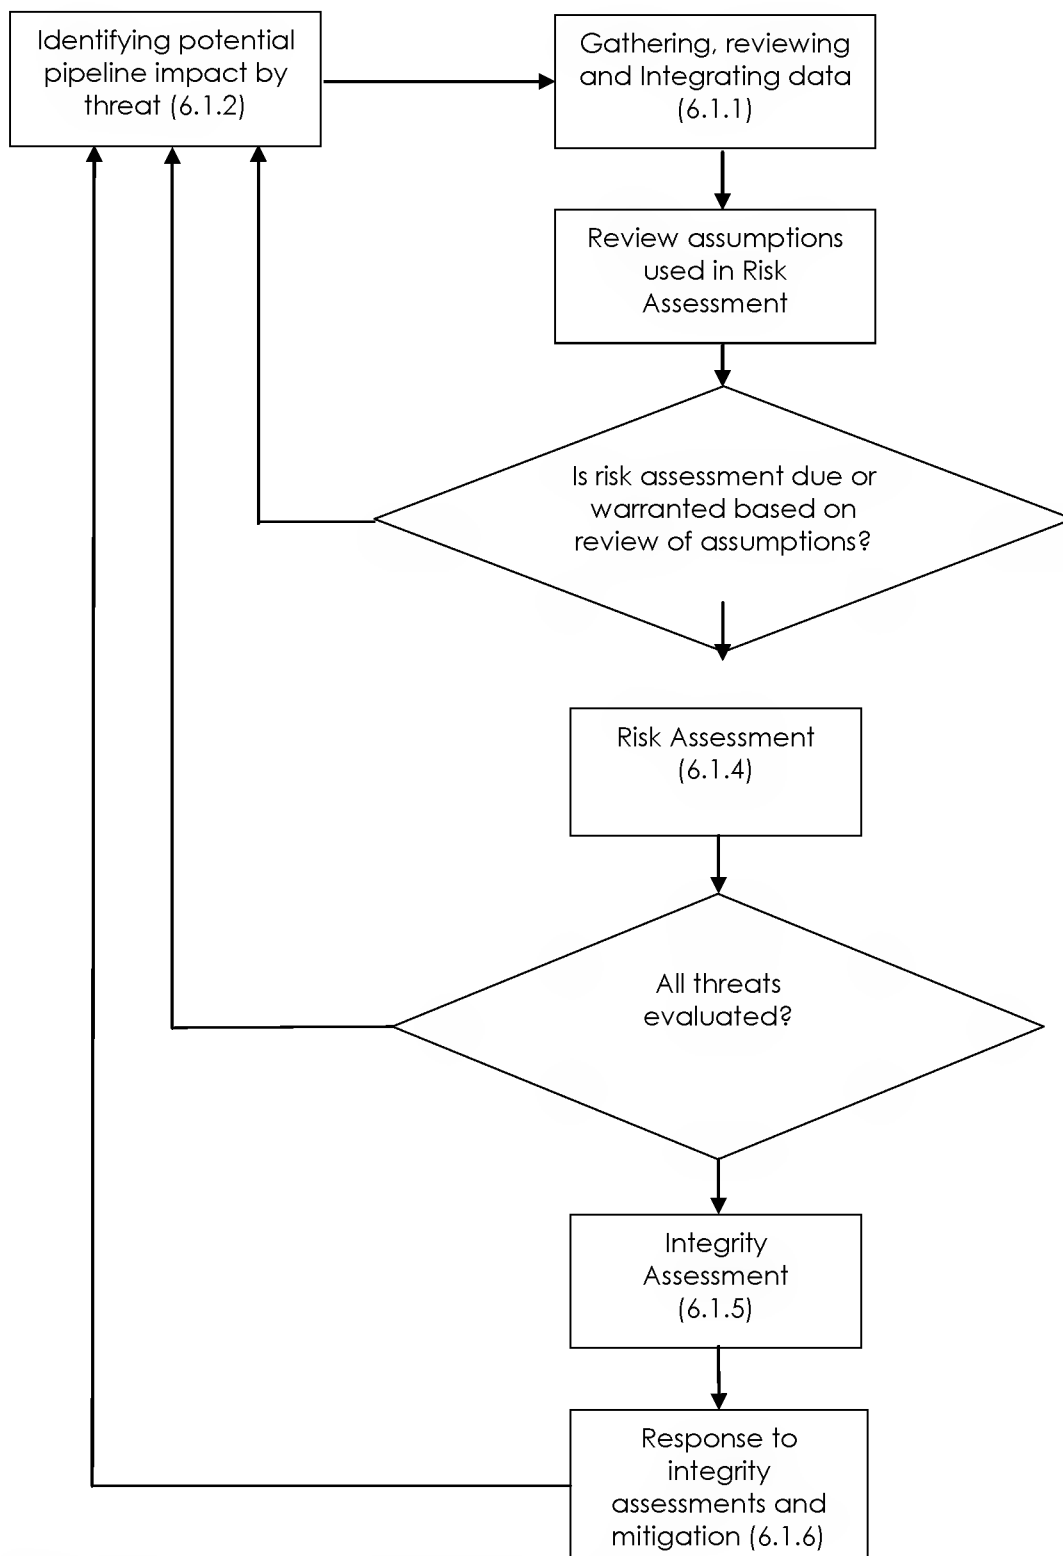 Identifying potential
pipeline impact by
threat (6.1.2)
Gathering, reviewing
and Integrating data
(6.1.1)
Review assumptions
used in Risk
Assessment
Is risk assessment due or
warranted based on
review of assumptions?
Risk Assessment
(6.1.4)
All threats
evaluated?
Integrity
Assessment
(6.1.5)
Response to
integrity
assessments and
mitigation (6.1.6)